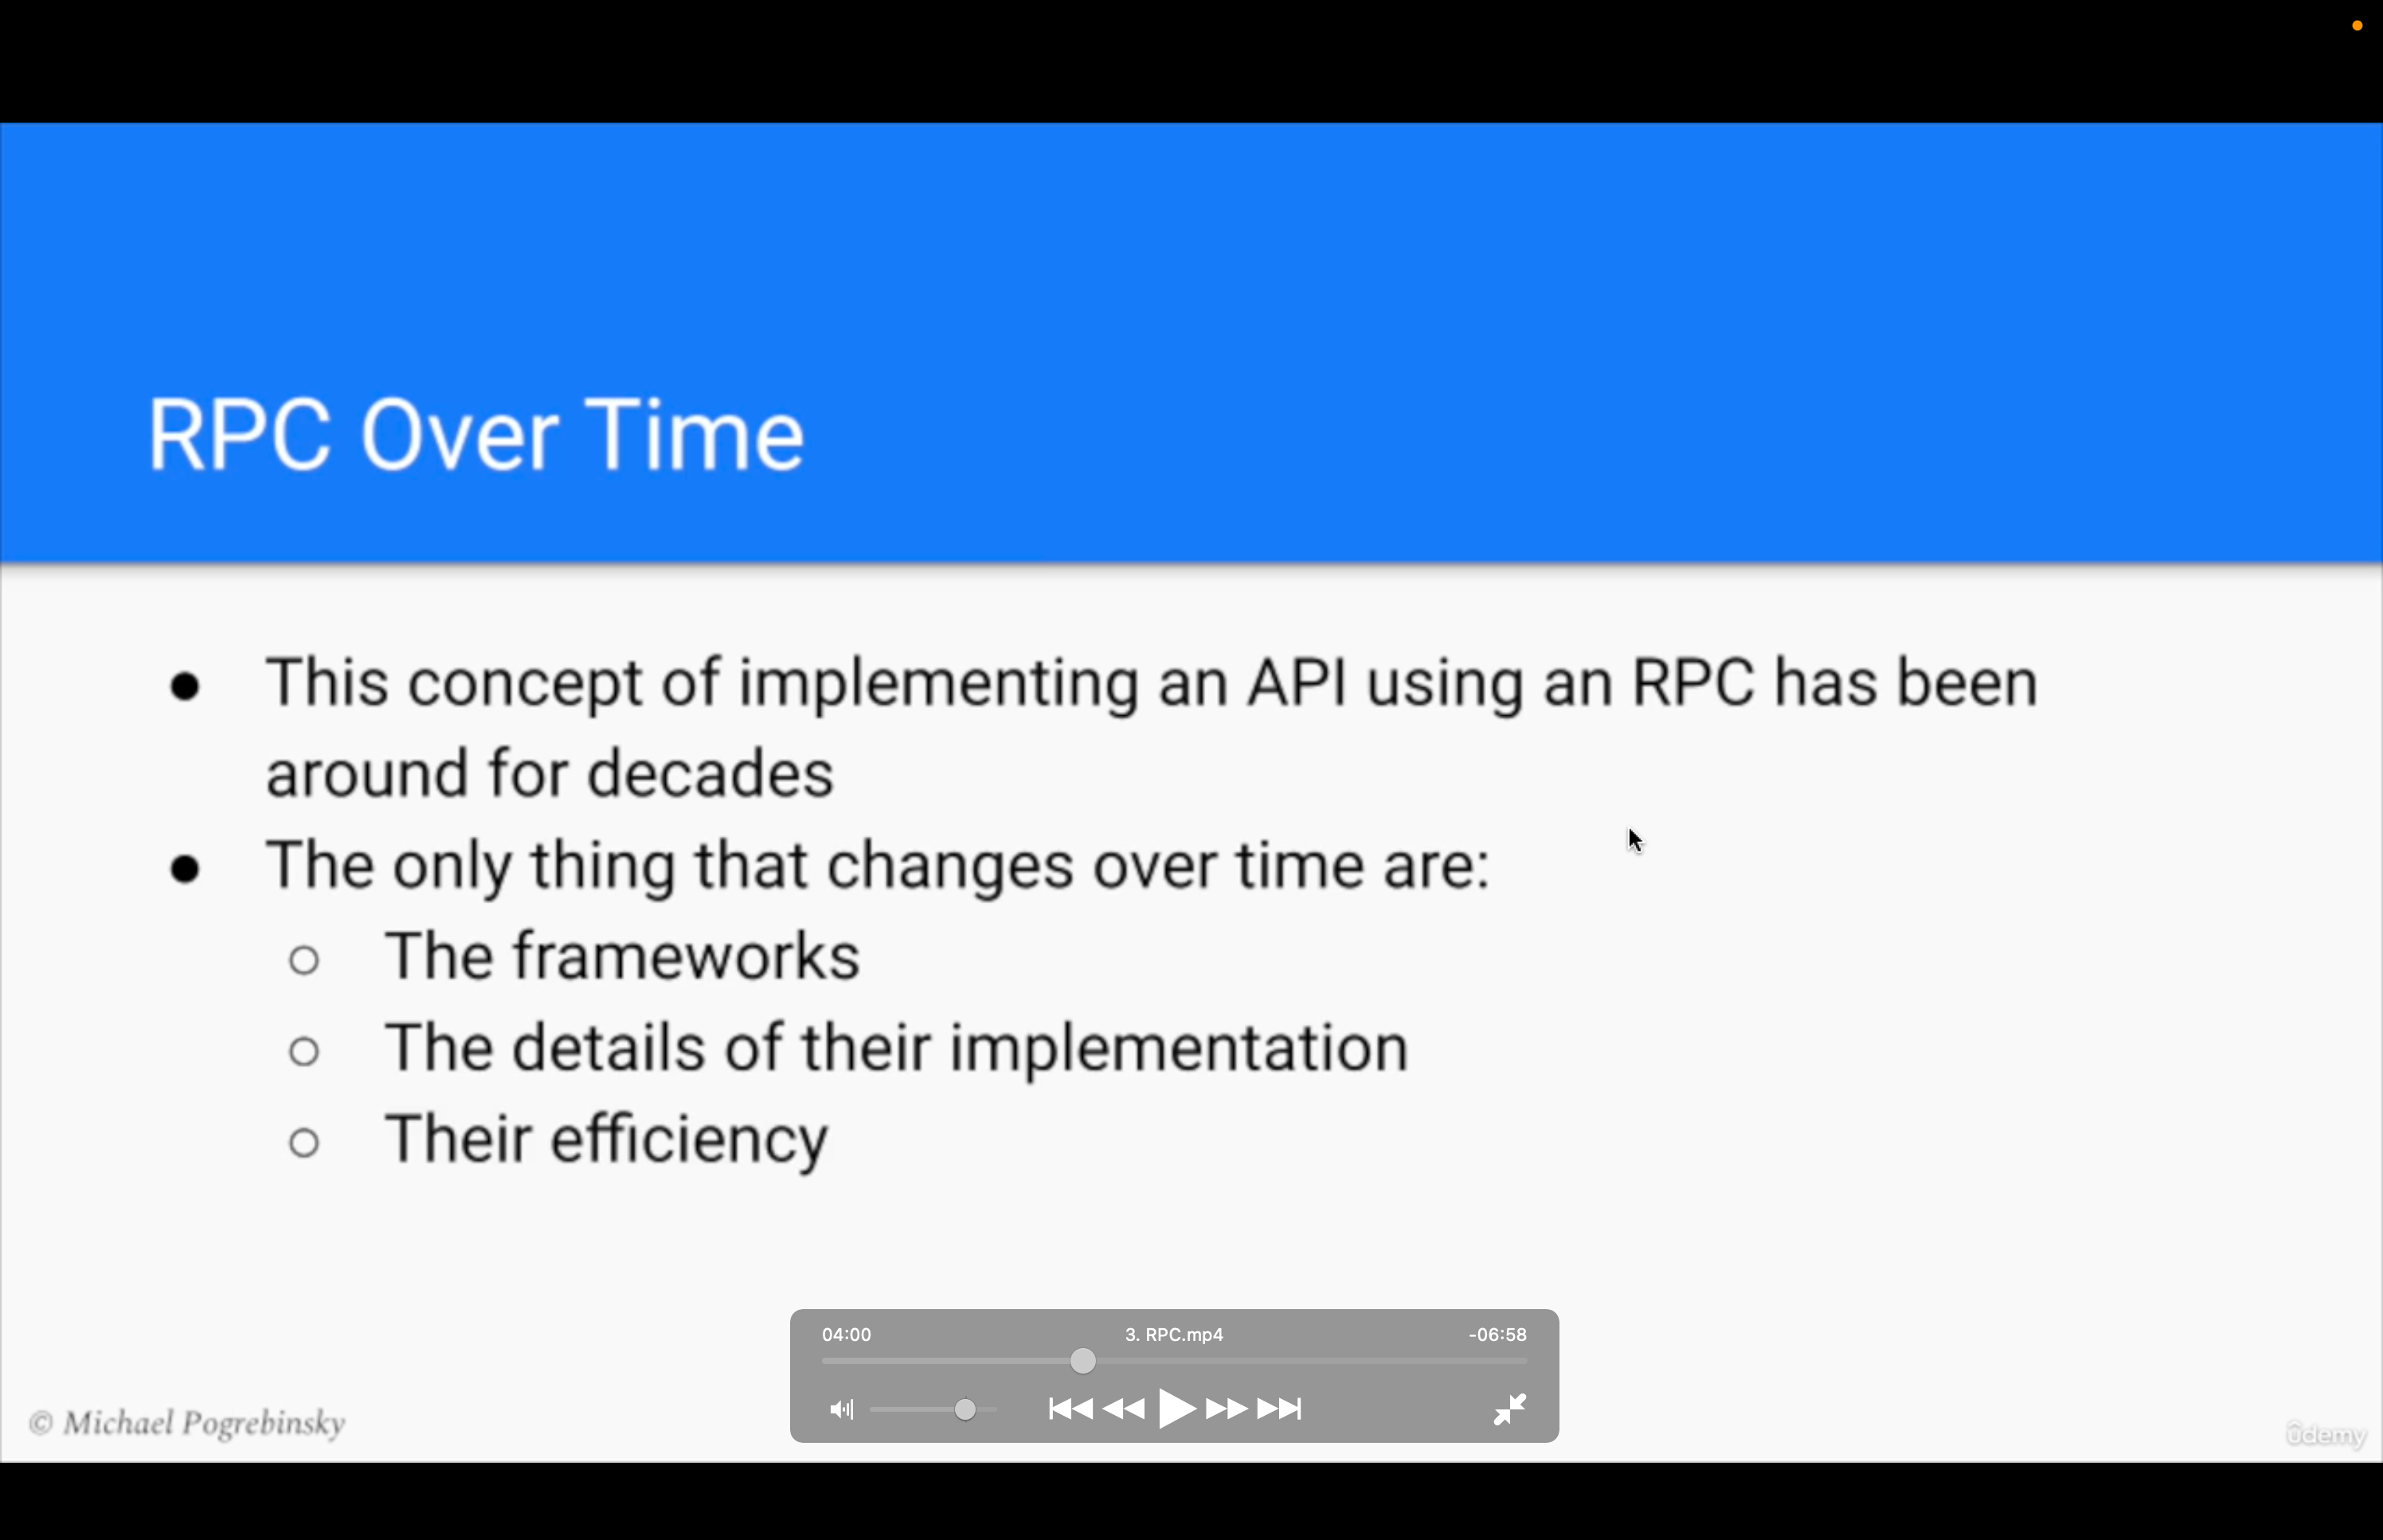 RPC Over Time
● This concept of implementing an API using an RPC has been
around for decades
● The only thing that changes over time are:
○ The frameworks
○ The details of their implementation
○ Their efficiency
04:00 3. RPC.mp4 -06:58
© Michael Pogrebinsky
ûdemy